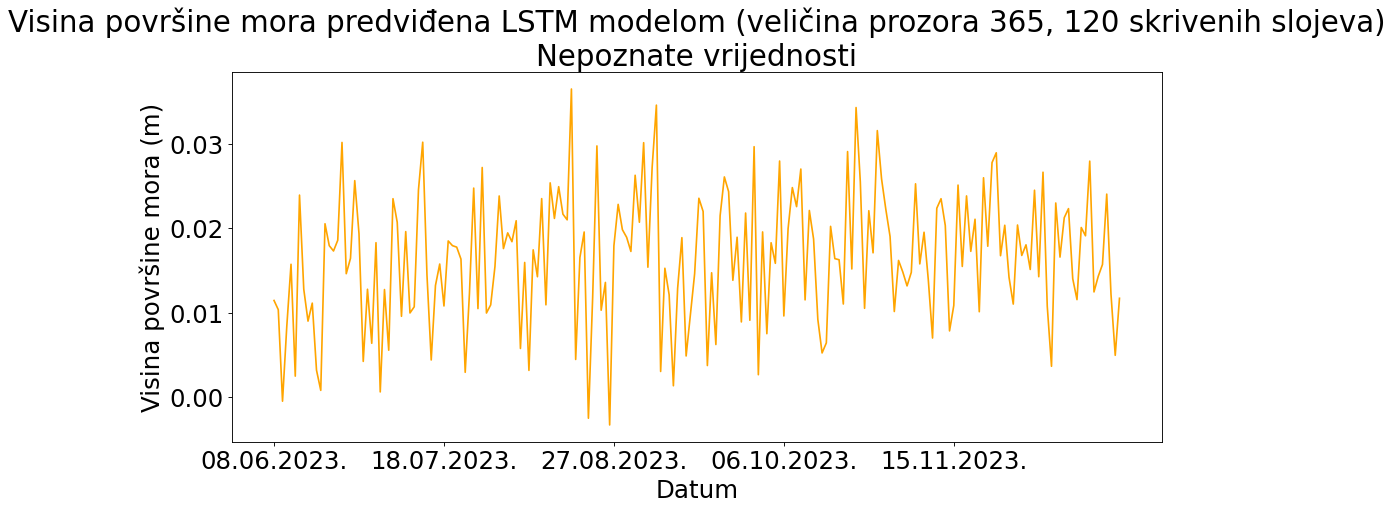 Visina površine mora predviđena LSTM modelom (veličina prozora 365, 120 skrivenih slojeva)
Nepoznate vrijednosti
Visina površine mora (m)
0.03
0.02
0.01
0.00
08.06.2023. 18.07.2023. 27.08.2023. 06.10.2023. 15.11.2023.
Datum